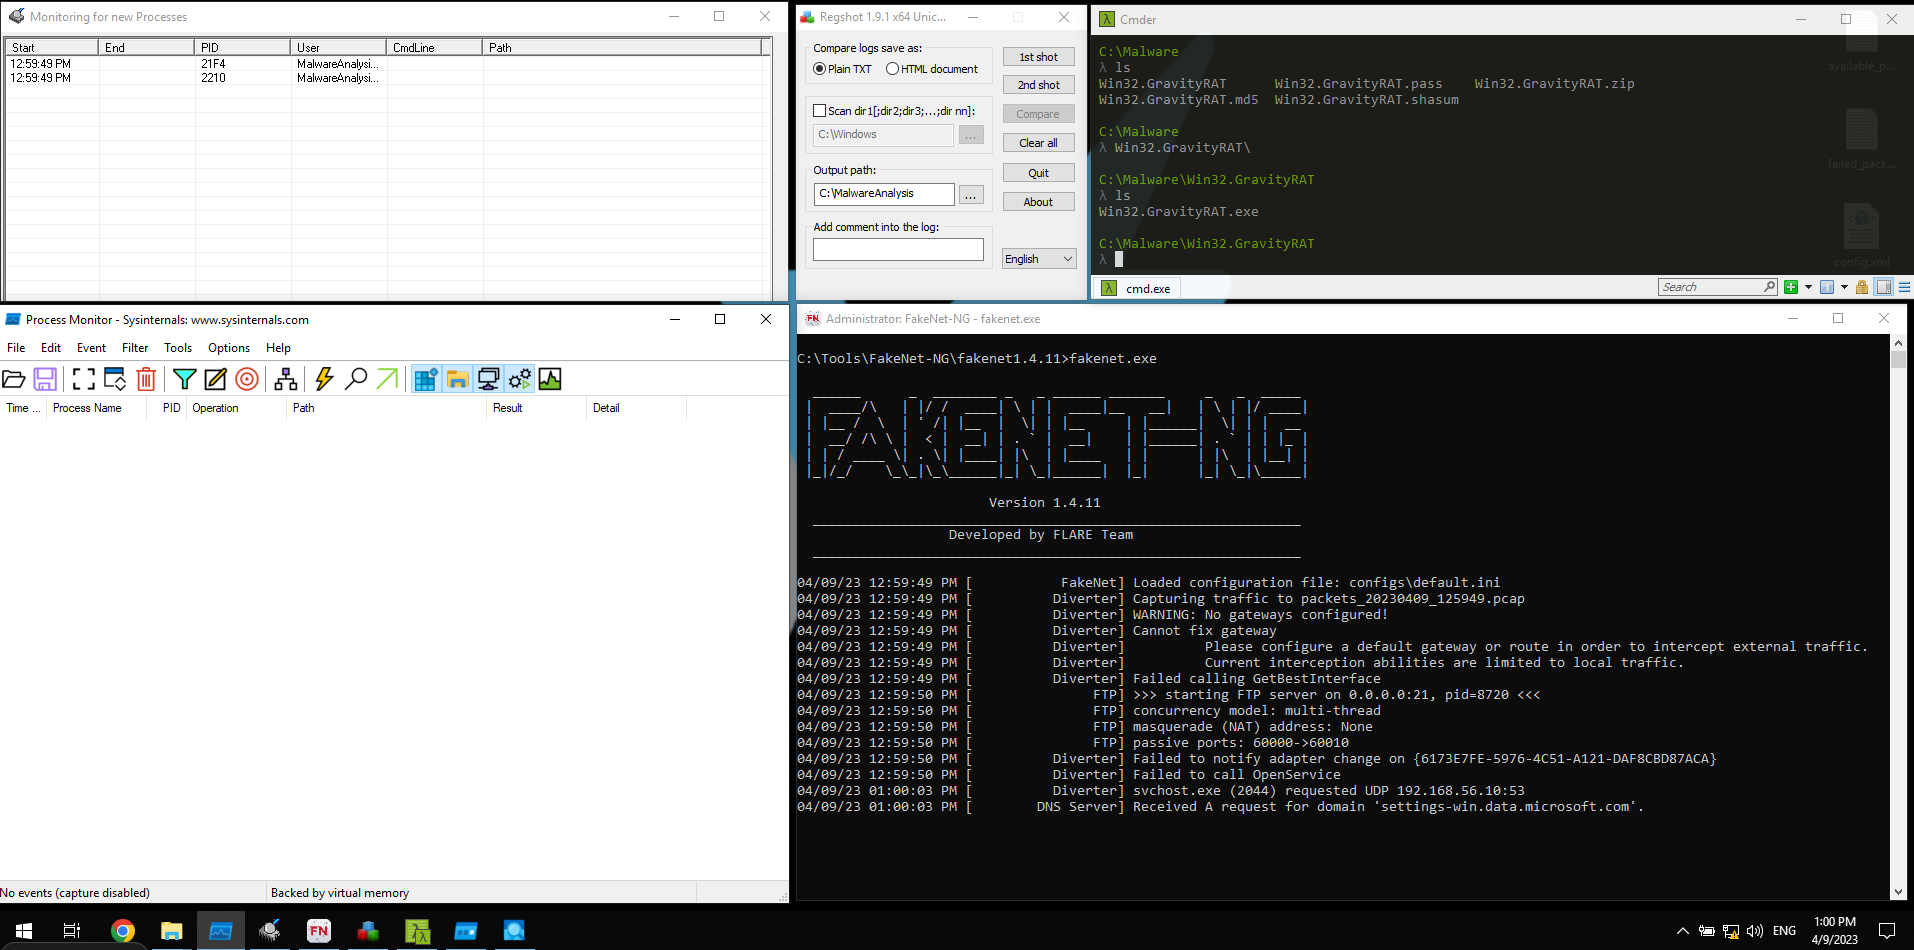 Monitoring for new Processes
Start End PID User CmdLine Path
12:59:49 PM 21F4 MalwareAnalysi...
12:59:49 PM 2210 MalwareAnalysi...
Regshot 1.9.1 x64 Unic...
Compare logs save as:
Plain TXT HTML document
Scan dir1[;dir2;dir3;...;dir nn]:
C:\Windows
...
Output path:
C:\MalwareAnalysis
...
Add comment into the log:
1st shot
2nd shot
Compare
Clear all
Quit
About
English
Cmder
C:\Malware
λ ls
Win32.GravityRAT Win32.GravityRAT.pass Win32.GravityRAT.zip
Win32.GravityRAT.md5 Win32.GravityRAT.shasum
C:\Malware
λ Win32.GravityRAT\
C:\Malware\Win32.GravityRAT
λ ls
Win32.GravityRAT.exe
C:\Malware\Win32.GravityRAT
λ
available_p...
failed_pack...
config.xml
cmd.exe
Search
Process Monitor - Sysinternals: www.sysinternals.com
File Edit Event Filter Tools Options Help
Time ... Process Name PID Operation Path Result Detail
No events (capture disabled) Backed by virtual memory
Administrator: FakeNet-NG - fakenet.exe
C:\Tools\FakeNet-NG\fakenet1.4.11>fakenet.exe
FAKENET-NG
Version 1.4.11
Developed by FLARE Team
04/09/23 12:59:49 PM [ FakeNet] Loaded configuration file: configs\default.ini
04/09/23 12:59:49 PM [ Diverter] Capturing traffic to packets_20230409_125949.pcap
04/09/23 12:59:49 PM [ Diverter] WARNING: No gateways configured!
04/09/23 12:59:49 PM [ Diverter] Cannot fix gateway
04/09/23 12:59:49 PM [ Diverter] Please configure a default gateway or route in order to intercept external traffic.
04/09/23 12:59:49 PM [ Diverter] Current interception abilities are limited to local traffic.
04/09/23 12:59:49 PM [ Diverter] Failed calling GetBestInterface
04/09/23 12:59:50 PM [ FTP] >>> starting FTP server on 0.0.0.0:21, pid=8720 <<<
04/09/23 12:59:50 PM [ FTP] concurrency model: multi-thread
04/09/23 12:59:50 PM [ FTP] masquerade (NAT) address: None
04/09/23 12:59:50 PM [ FTP] passive ports: 60000->60010
04/09/23 12:59:50 PM [ Diverter] Failed to notify adapter change on {6173E7FE-5976-4C51-A121-DAF8CBD87ACA}
04/09/23 12:59:50 PM [ Diverter] Failed to call OpenService
04/09/23 01:00:03 PM [ Diverter] svchost.exe (2044) requested UDP 192.168.56.10:53
04/09/23 01:00:03 PM [ DNS Server] Received A request for domain 'settings-win.data.microsoft.com'.
FN
ENG
1:00 PM
4/9/2023